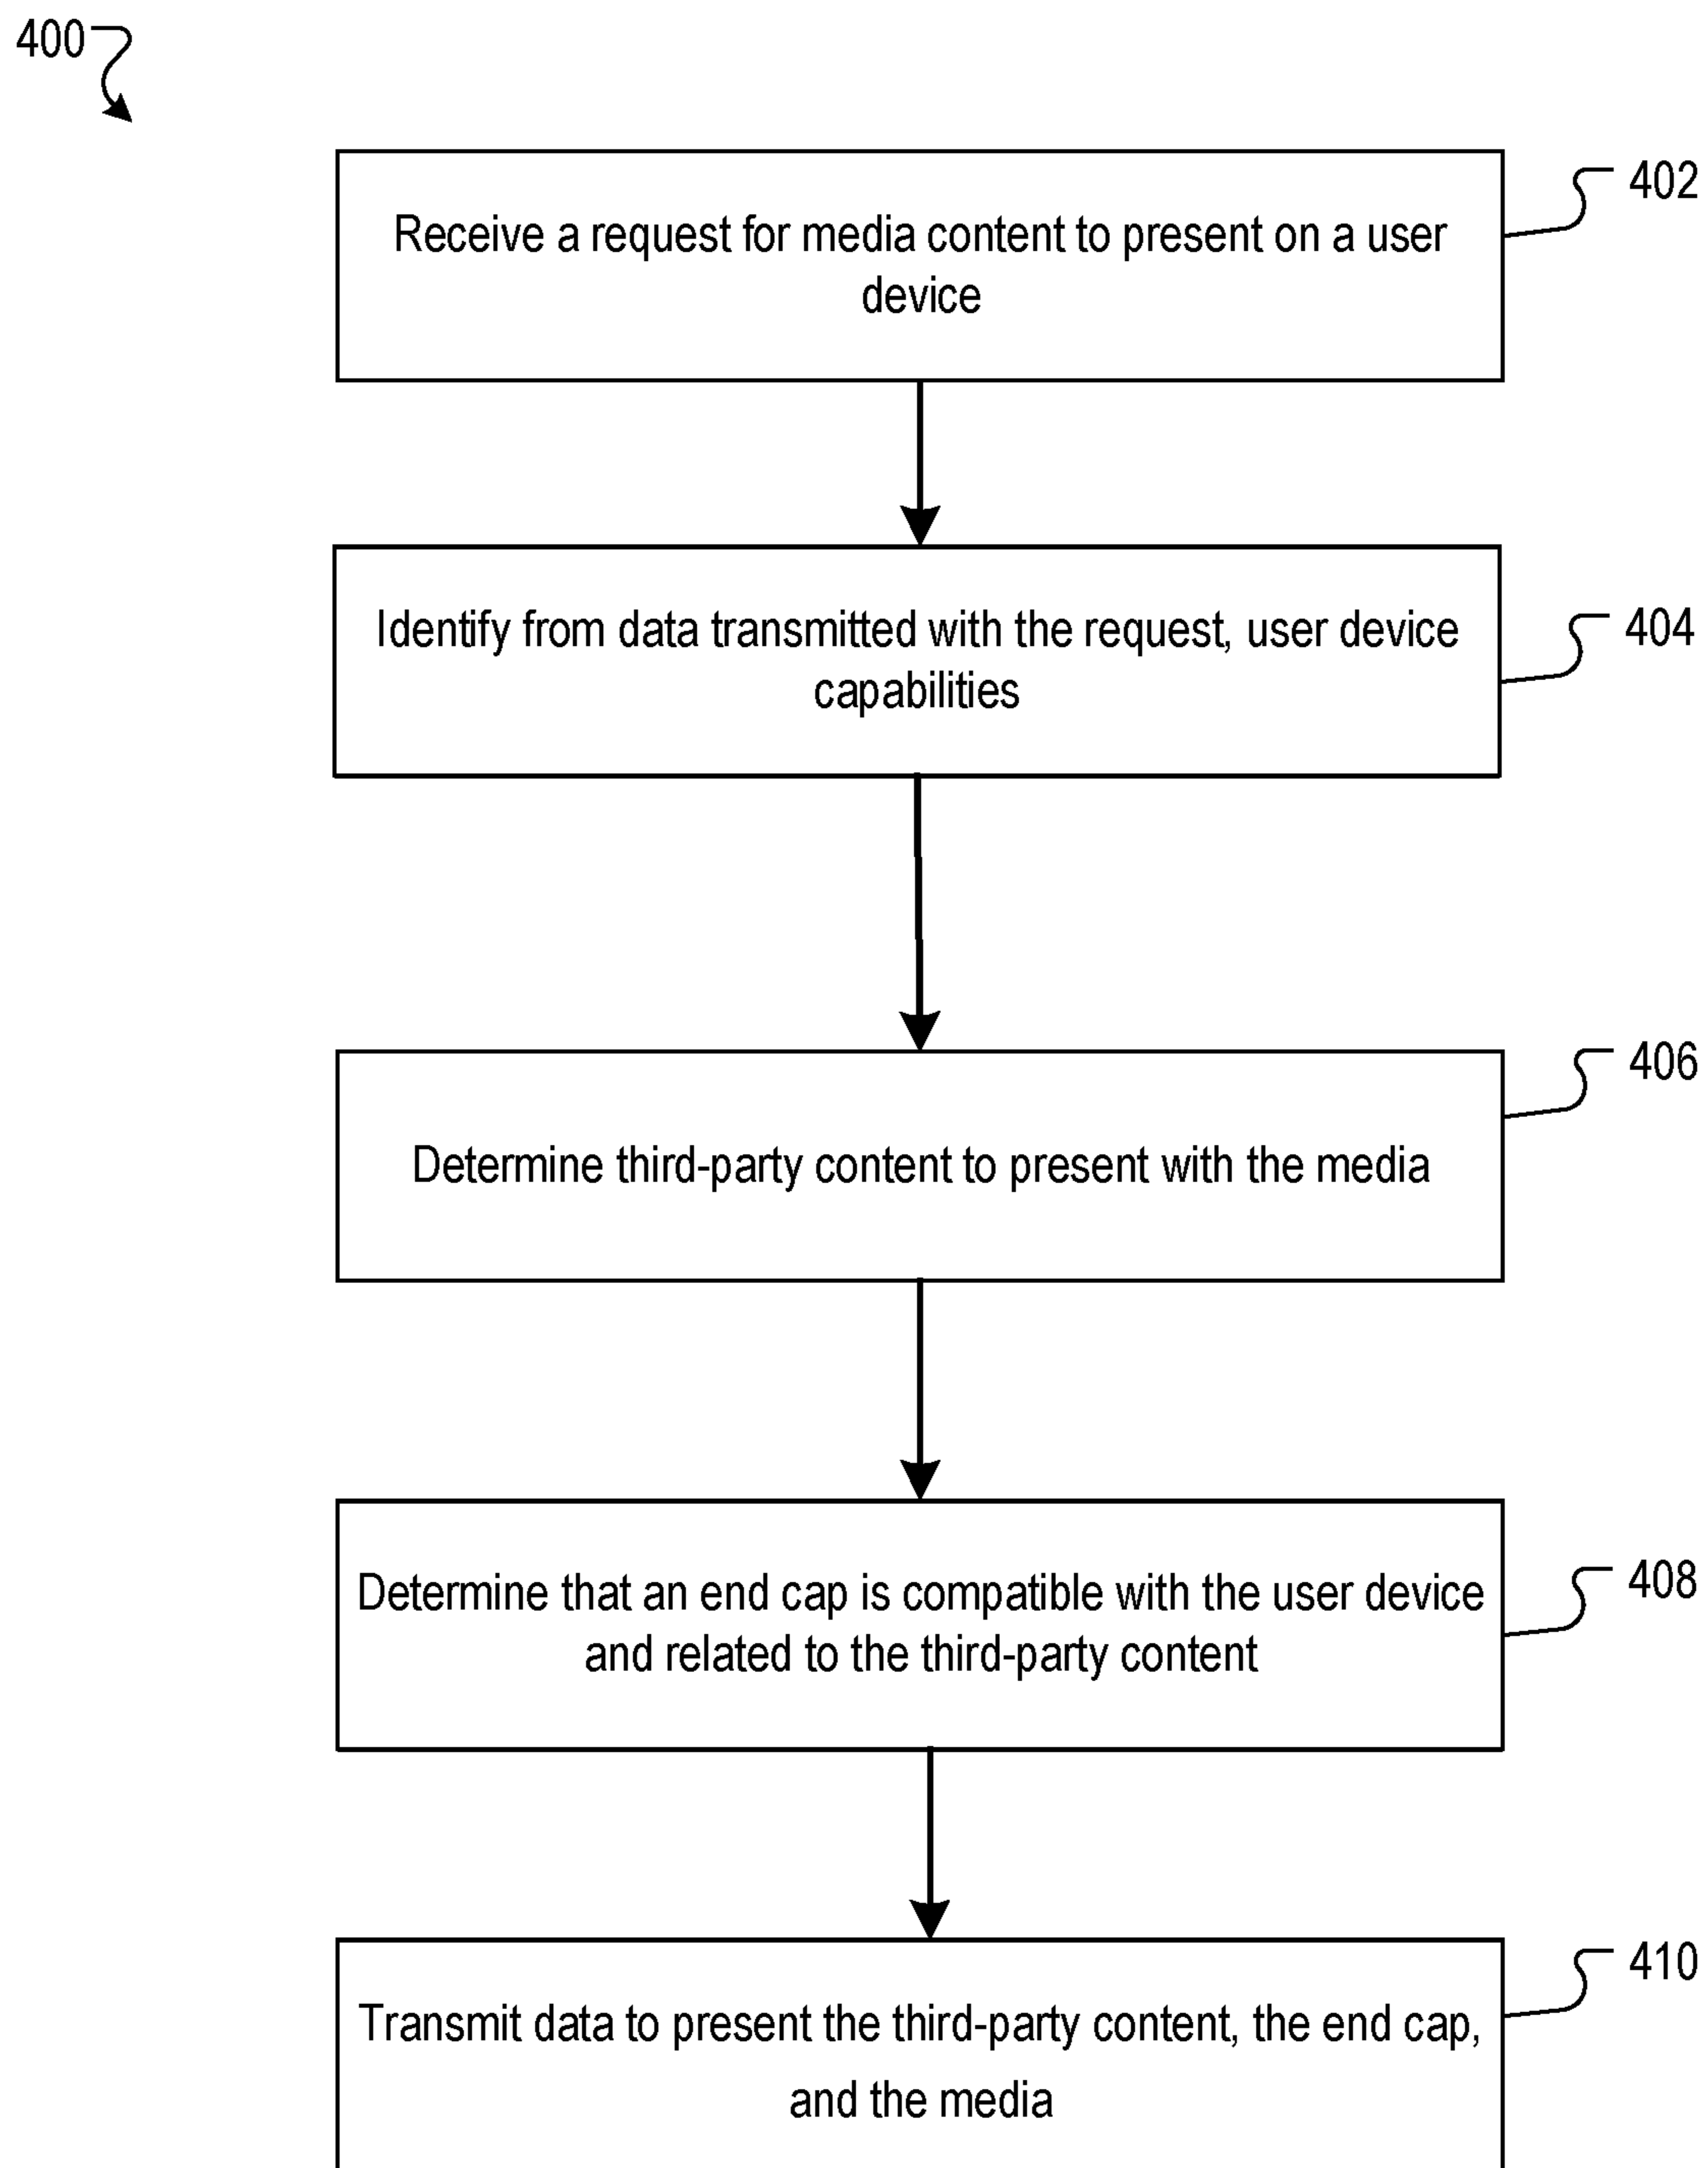 400
Receive a request for media content to present on a user
device
402
Identify from data transmitted with the request, user device
capabilities
404
Determine third-party content to present with the media
406
Determine that an end cap is compatible with the user device
and related to the third-party content
408
Transmit data to present the third-party content, the end cap,
and the media
410